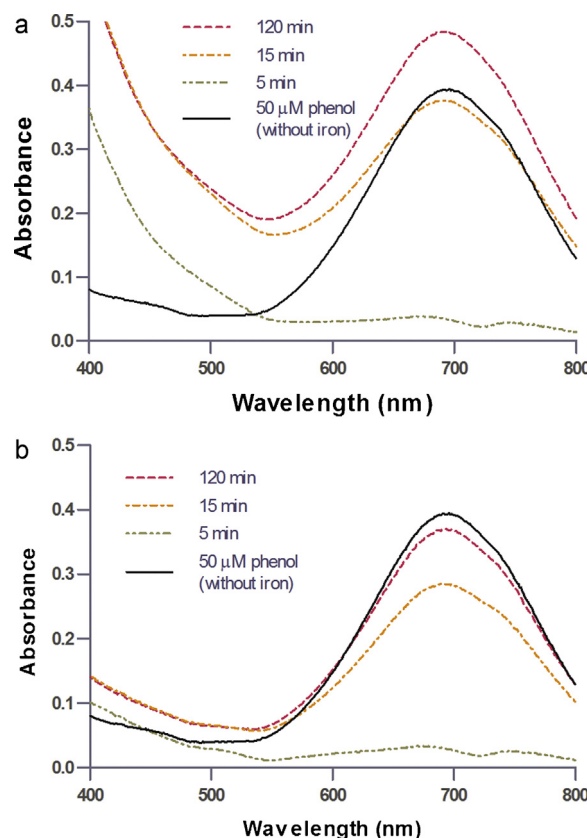 a
0.5
0.4
0.3
0.2
0.1
0.0
Absorbance
120 min
15 min
5 min
50 μM phenol
(without iron)
400 500 600 700 800
Wavelength (nm)
b
0.5
0.4
0.3
0.2
0.1
0.0
Absorbance
120 min
15 min
5 min
50 μM phenol
(without iron)
400 500 600 700 800
Wavelength (nm)